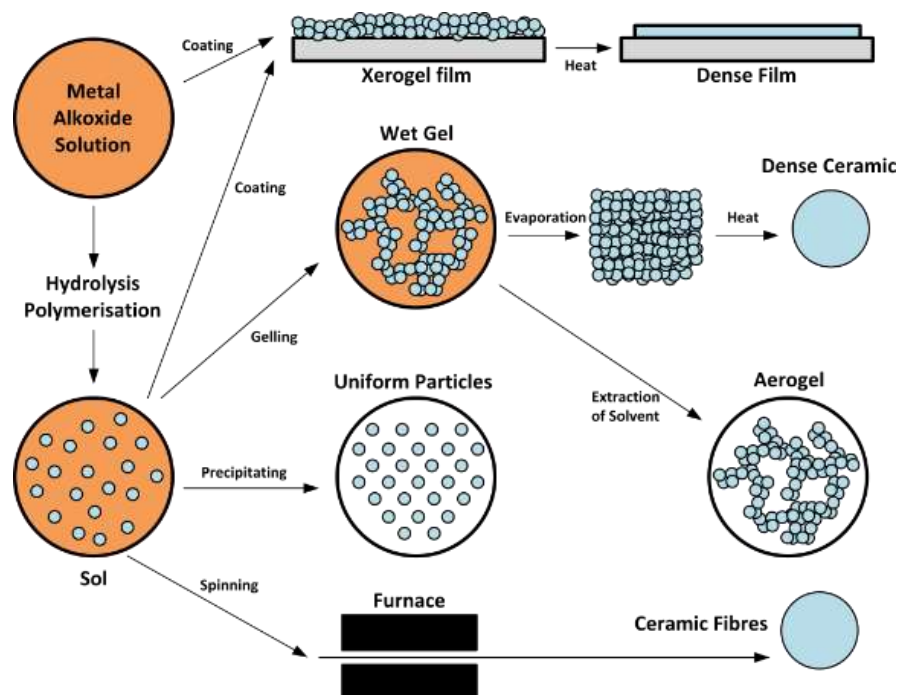 Coating
Metal
Alkoxide
Solution
Xerogel film
Heat
Dense Film
Coating
Wet Gel
Evaporation
Heat
Dense Ceramic
Hydrolysis
Polymerisation
Gelling
Uniform Particles
Extraction
of Solvent
Aerogel
Precipitating
Sol
Spinning
Furnace
Ceramic Fibres